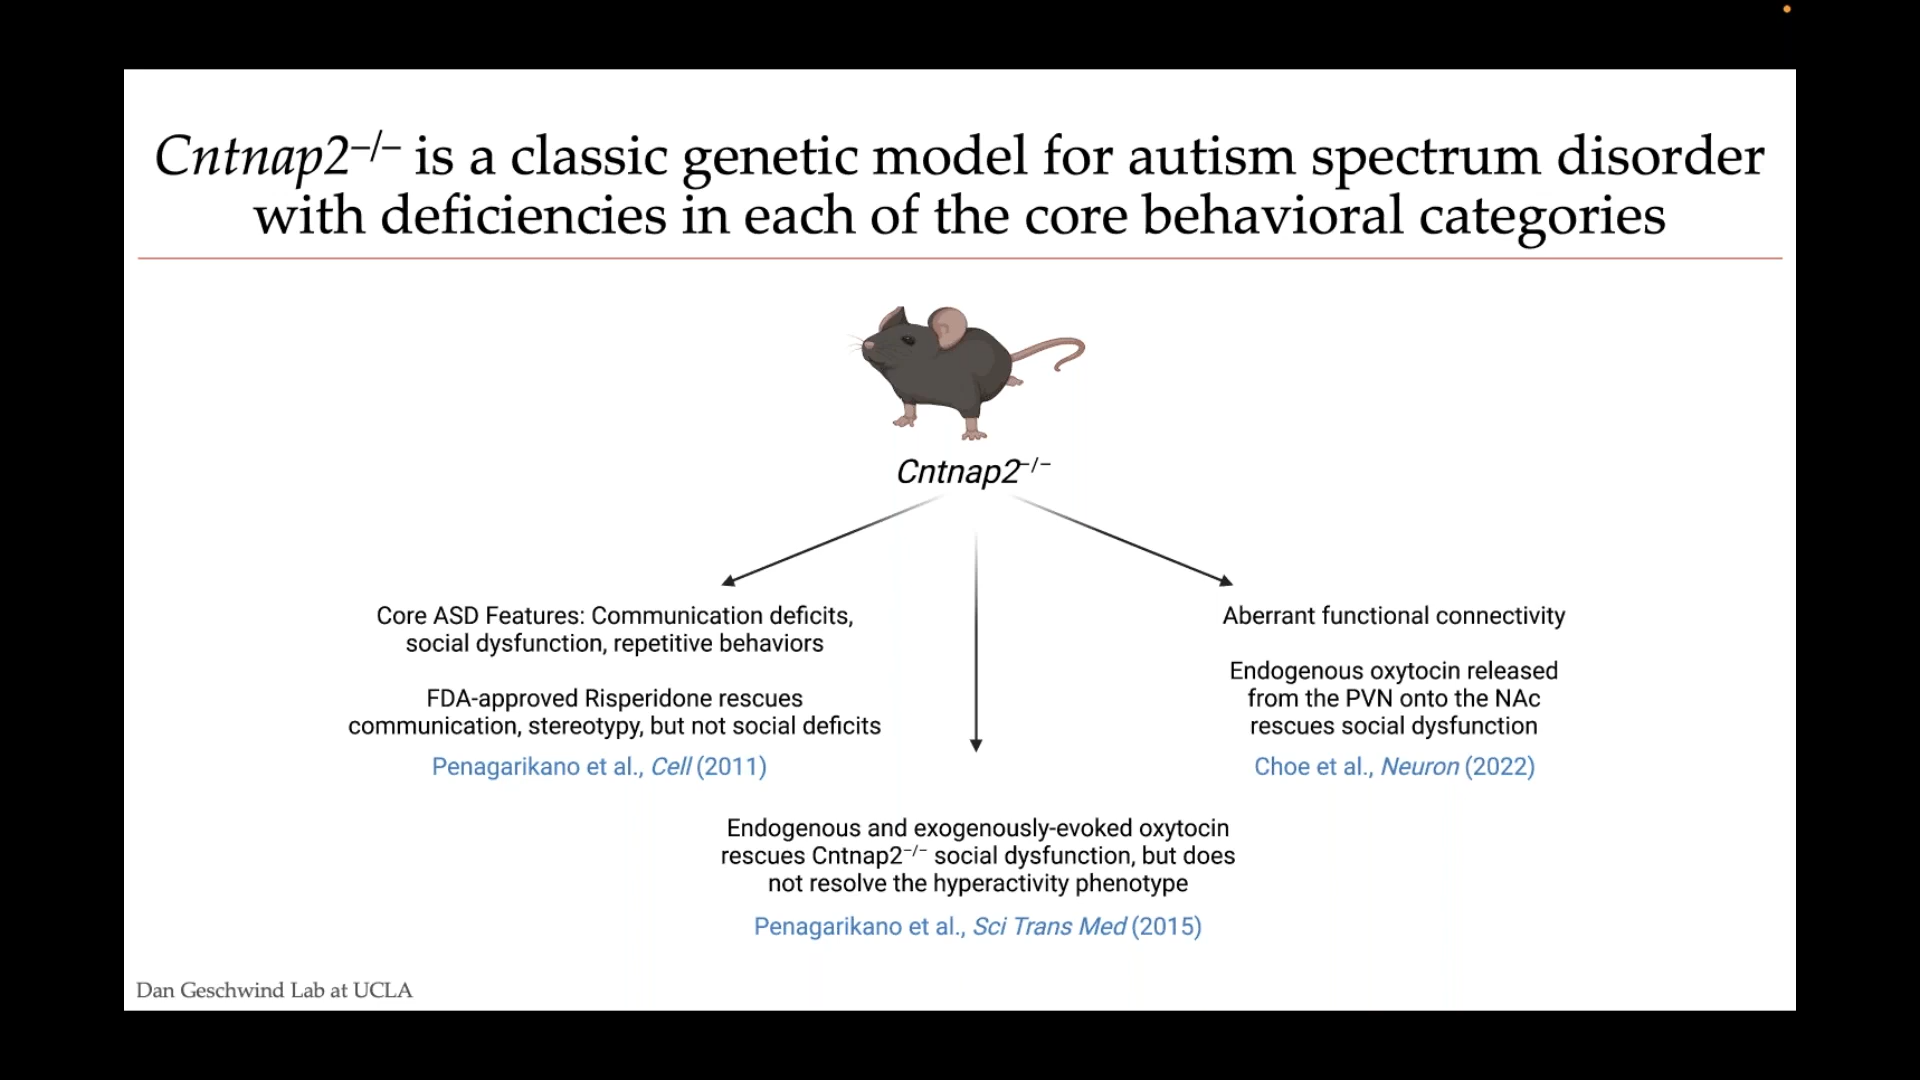 Cntnap2−/− is a classic genetic model for autism spectrum disorder
with deficiencies in each of the core behavioral categories
Cntnap2−/−
Core ASD Features: Communication deficits,
social dysfunction, repetitive behaviors
FDA-approved Risperidone rescues
communication, stereotypy, but not social deficits
Penagarikano et al., Cell (2011)
Endogenous and exogenously-evoked oxytocin
rescues Cntnap2−/− social dysfunction, but does
not resolve the hyperactivity phenotype
Penagarikano et al., Sci Trans Med (2015)
Aberrant functional connectivity
Endogenous oxytocin released
from the PVN onto the NAc
rescues social dysfunction
Choe et al., Neuron (2022)
Dan Geschwind Lab at UCLA